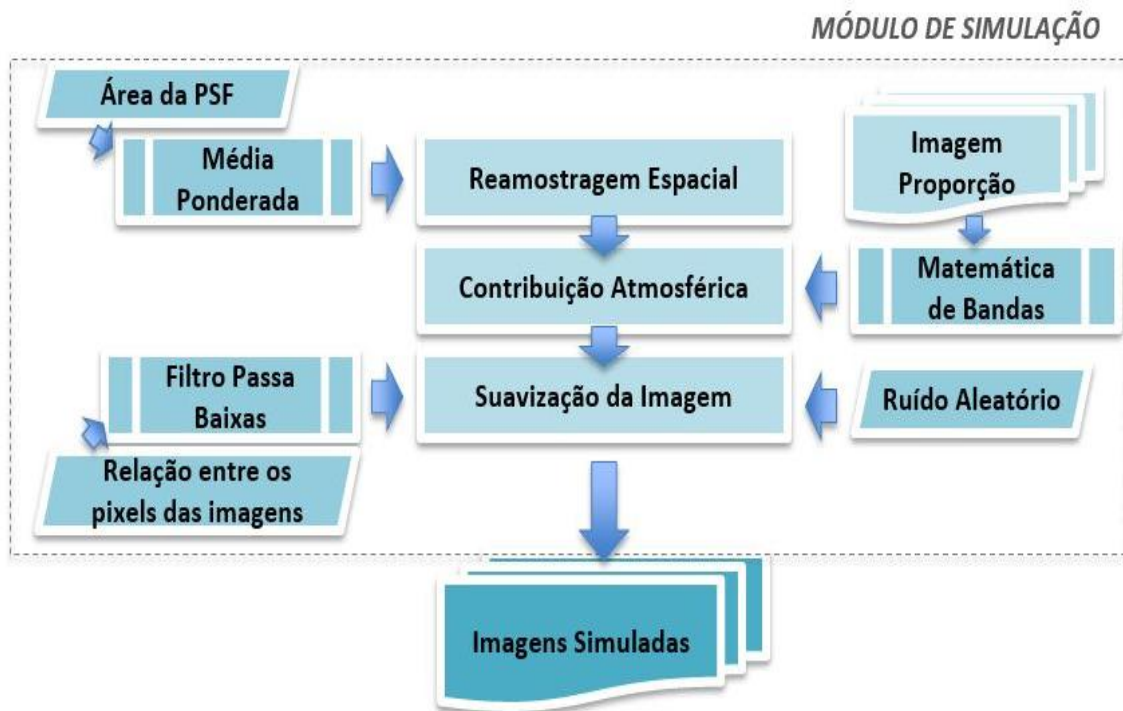 MÓDULO DE SIMULAÇÃO
Área da PSF
Média
Ponderada
Reamostragem Espacial
Imagem
Proporção
Contribuição Atmosférica
Matemática
de Bandas
Filtro Passa
Baixas
Suavização da Imagem
Ruído Aleatório
Relação entre os
pixels das imagens
Imagens Simuladas